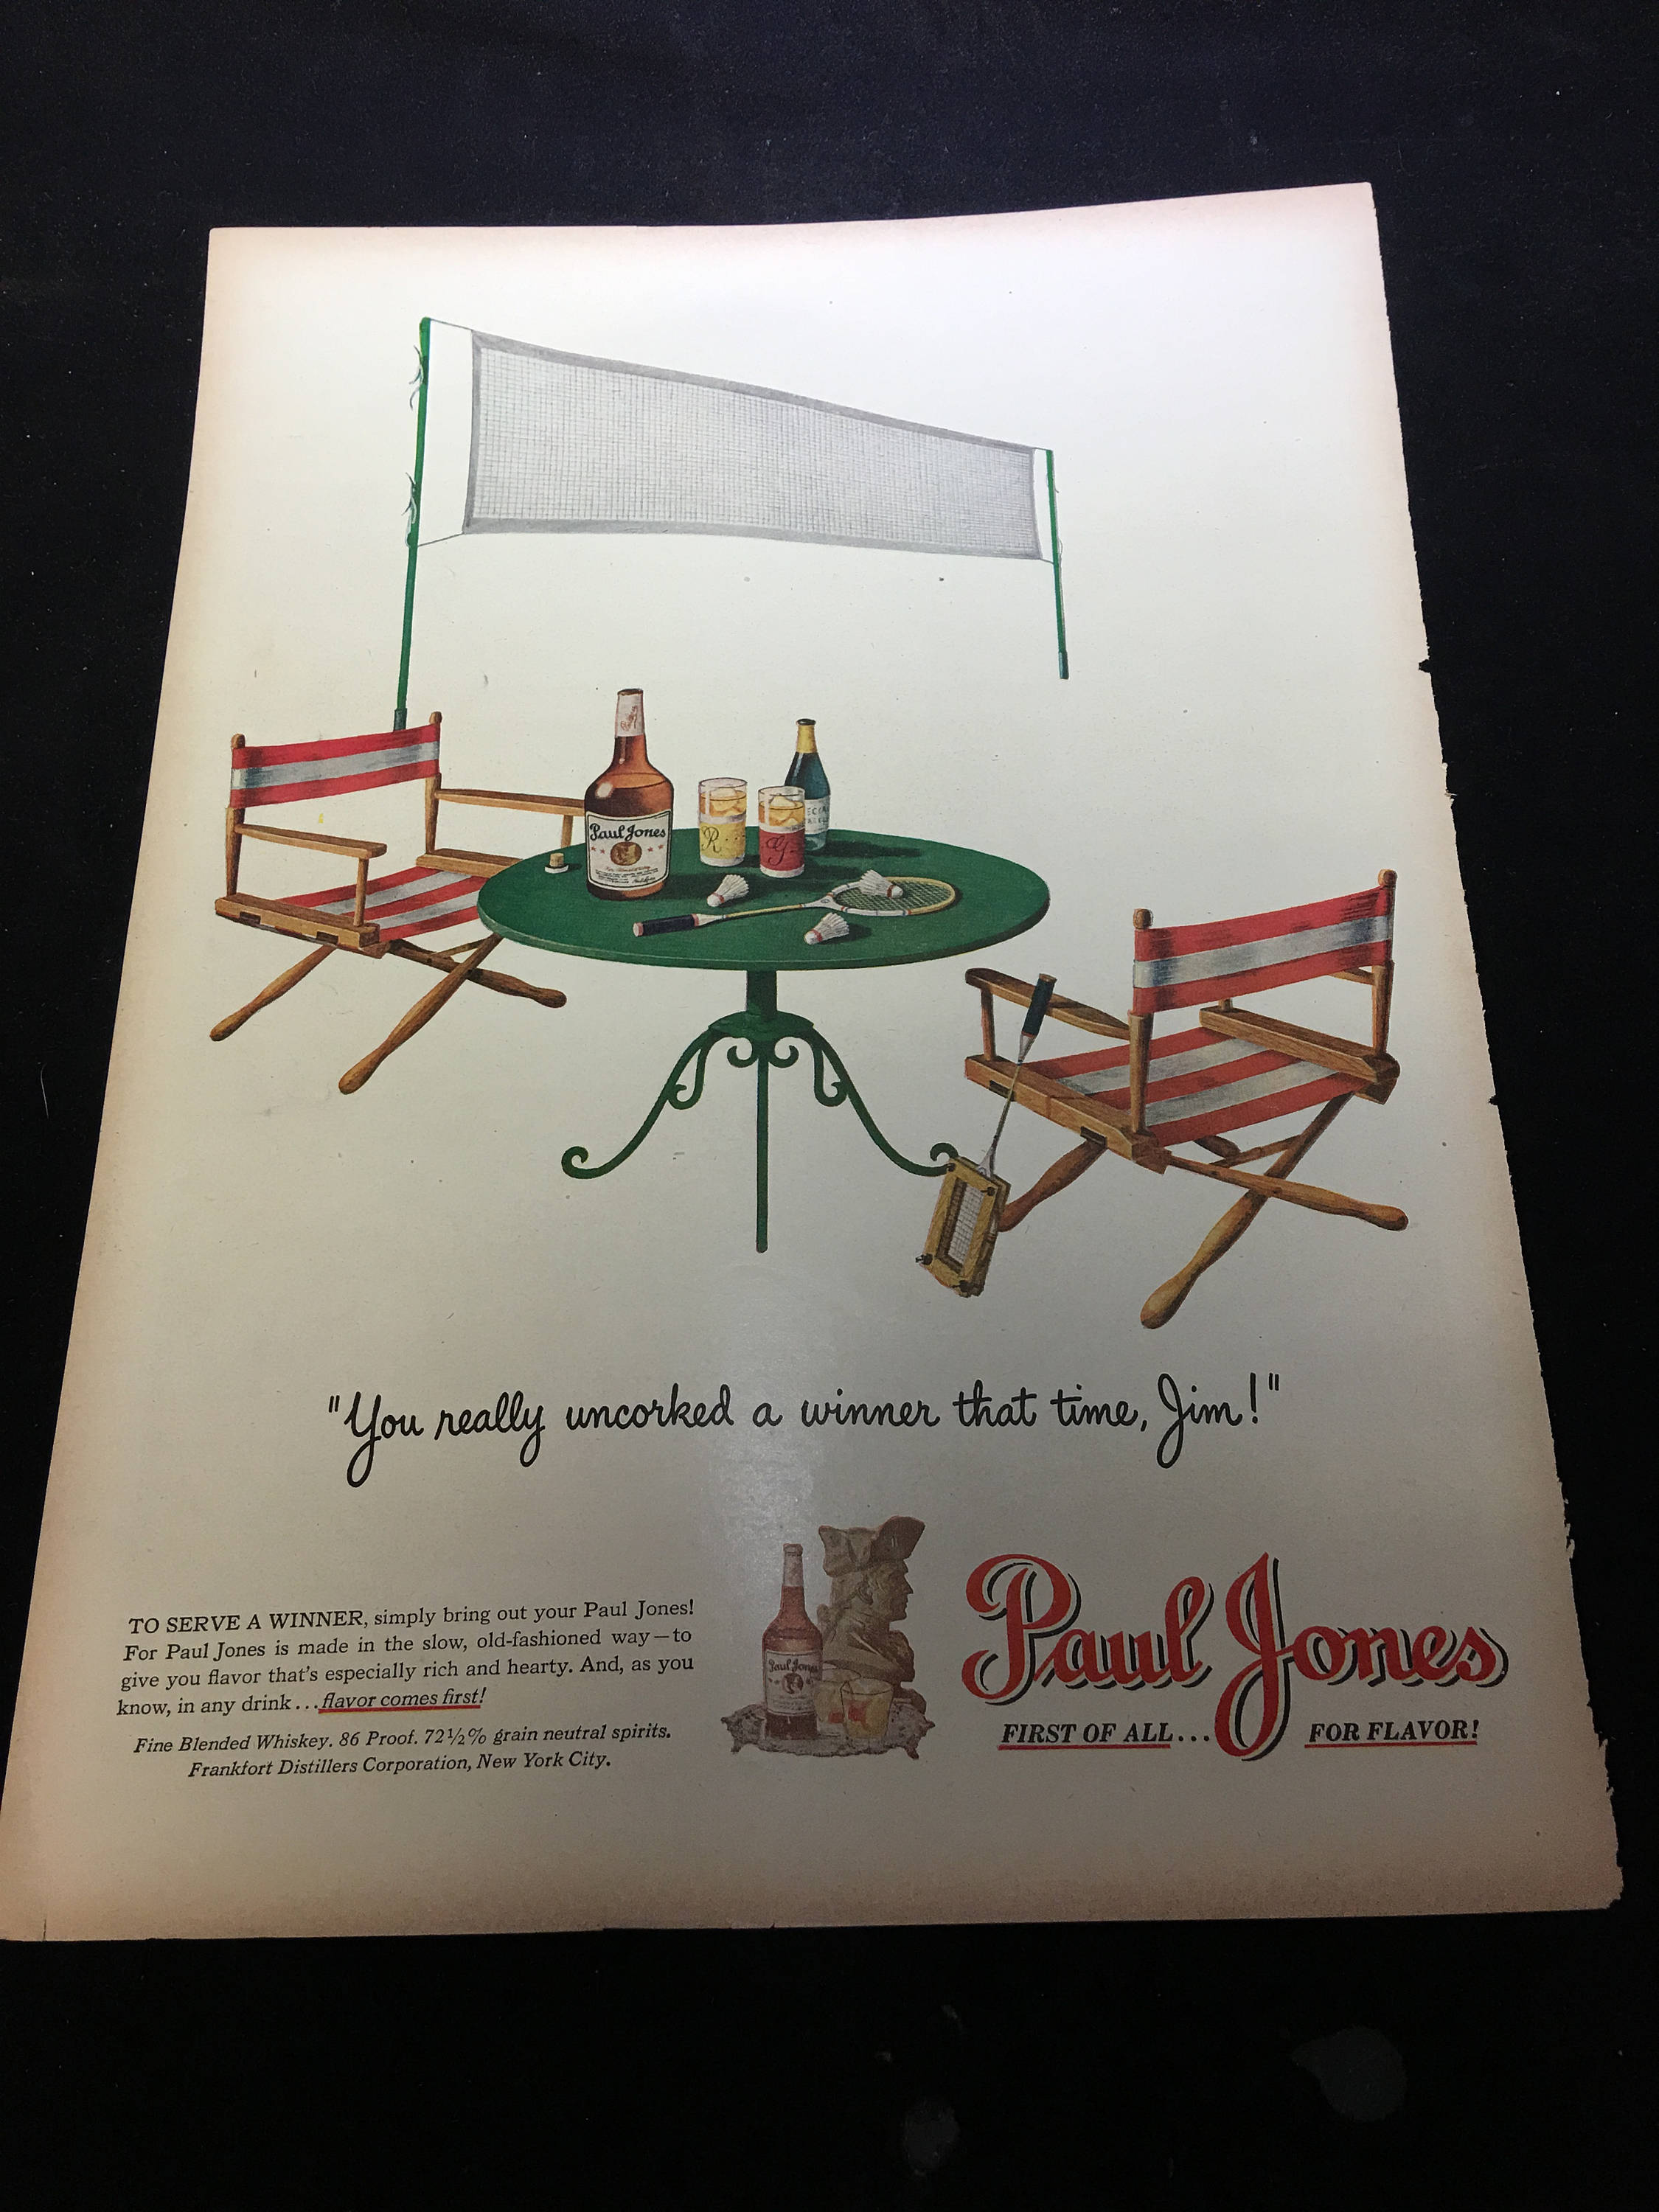 Paul Jones
R
G
"You really uncorked a winner that time, Jim!"
TO SERVE A WINNER, simply bring out your Paul Jones!
For Paul Jones is made in the slow, old-fashioned way—to
give you flavor that's especially rich and hearty. And, as you
know, in any drink...flavor comes first!
Fine Blended Whiskey. 86 Proof. 72½% grain neutral spirits.
Frankfort Distillers Corporation, New York City.
Paul Jones
Paul Jones
FIRST OF ALL... FOR FLAVOR!